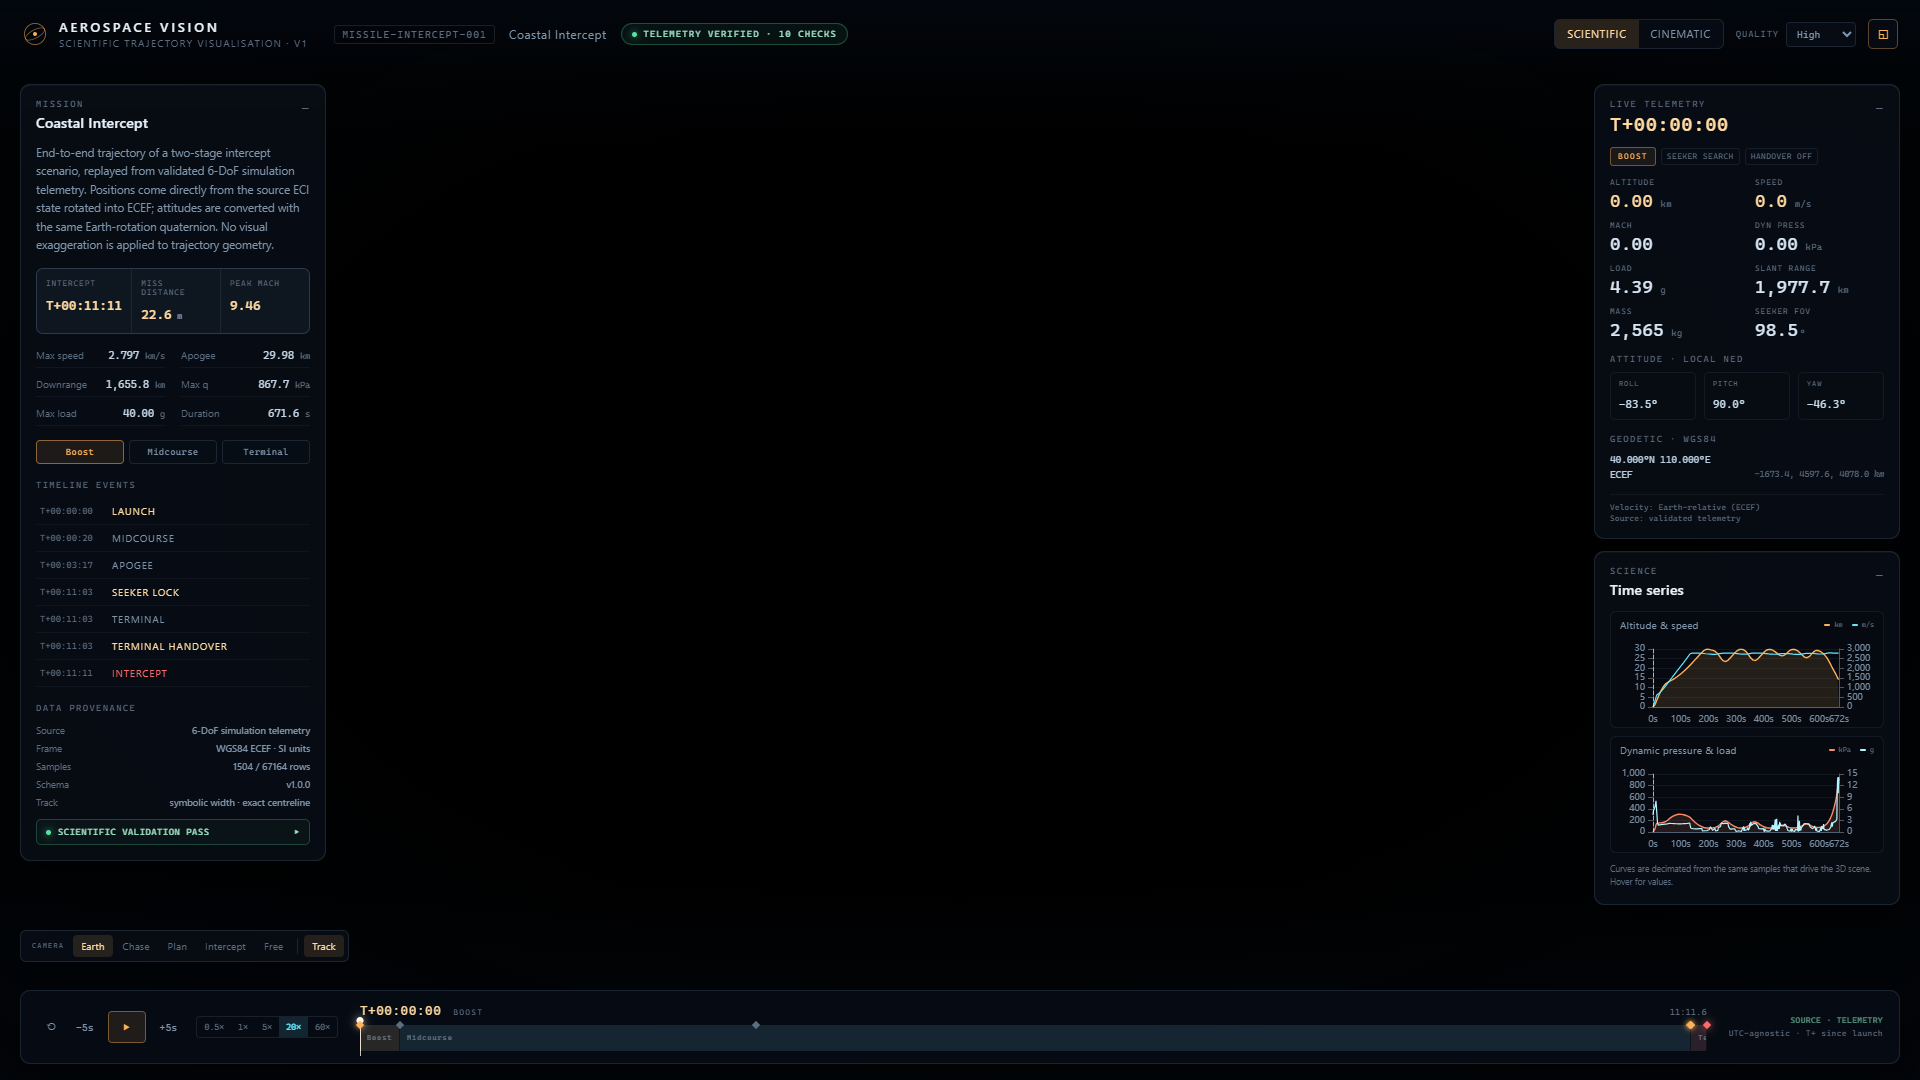 AEROSPACE VISION
SCIENTIFIC TRAJECTORY VISUALISATION · V1
MISSILE-INTERCEPT-001
Coastal Intercept
TELEMETRY VERIFIED · 10 CHECKS
SCIENTIFIC
CINEMATIC
QUALITY
High
MISSION
Coastal Intercept
End-to-end trajectory of a two-stage intercept
scenario, replayed from validated 6-DoF simulation
telemetry. Positions come directly from the source ECI
state rotated into ECEF; attitudes are converted with
the same Earth-rotation quaternion. No visual
exaggeration is applied to trajectory geometry.
INTERCEPT
T+00:11:11
MISS
DISTANCE
22.6 m
PEAK MACH
9.46
Max speed 2.797 km/s
Apogee 29.98 km
Downrange 1,655.8 km
Max q 867.7 kPa
Max load 40.00 g
Duration 671.6 s
Boost
Midcourse
Terminal
TIMELINE EVENTS
T+00:00:00 LAUNCH
T+00:00:20 MIDCOURSE
T+00:03:17 APOGEE
T+00:11:03 SEEKER LOCK
T+00:11:03 TERMINAL
T+00:11:03 TERMINAL HANDOVER
T+00:11:11 INTERCEPT
DATA PROVENANCE
Source 6-DoF simulation telemetry
Frame WGS84 ECEF · SI units
Samples 1504 / 67164 rows
Schema v1.0.0
Track symbolic width · exact centreline
SCIENTIFIC VALIDATION PASS
LIVE TELEMETRY
T+00:00:00
BOOST
SEEKER SEARCH
HANDOVER OFF
ALTITUDE
0.00 km
SPEED
0.0 m/s
MACH
0.00
DYN PRESS
0.00 kPa
LOAD
4.39 g
SLANT RANGE
1,977.7 km
MASS
2,565 kg
SEEKER FOV
98.5°
ATTITUDE · LOCAL NED
ROLL
−83.5°
PITCH
90.0°
YAW
−46.3°
GEODETIC · WGS84
40.000°N 110.000°E
ECEF −1673.4, 4597.6, 4078.0 km
Velocity: Earth-relative (ECEF)
Source: validated telemetry
SCIENCE
Time series
Altitude & speed
km m/s
30 3,000
25 2,500
20 2,000
15 1,500
10 1,000
5 500
0 0
0s 100s 200s 300s 400s 500s 600s 672s
Dynamic pressure & load
kPa g
1,000 15
800 12
600 9
400 6
200 3
0 0
0s 100s 200s 300s 400s 500s 600s 672s
Curves are decimated from the same samples that drive the 3D scene.
Hover for values.
CAMERA
Earth
Chase
Plan
Intercept
Free
Track
−5s
+5s
0.5× 1× 5× 20× 60×
T+00:00:00 BOOST
11:11.6
Boost
Midcourse
SOURCE · TELEMETRY
UTC-agnostic · T+ since launch